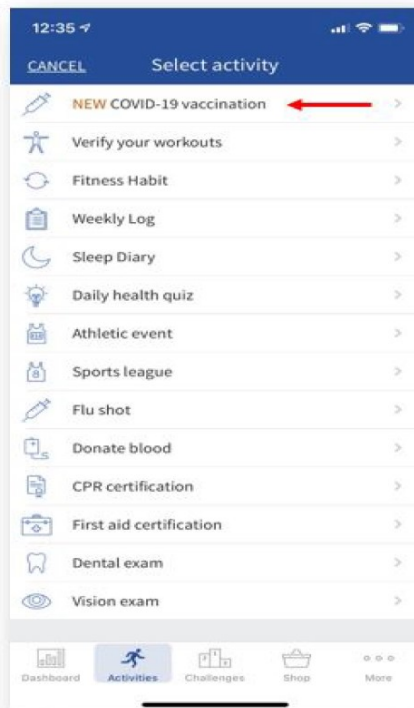 12:35
CANCEL Select activity
NEW COVID-19 vaccination
Verify your workouts
Fitness Habit
Weekly Log
Sleep Diary
Daily health quiz
Athletic event
Sports league
Flu shot
Donate blood
CPR certification
First aid certification
Dental exam
Vision exam
Dashboard Activities Challenges Shop More